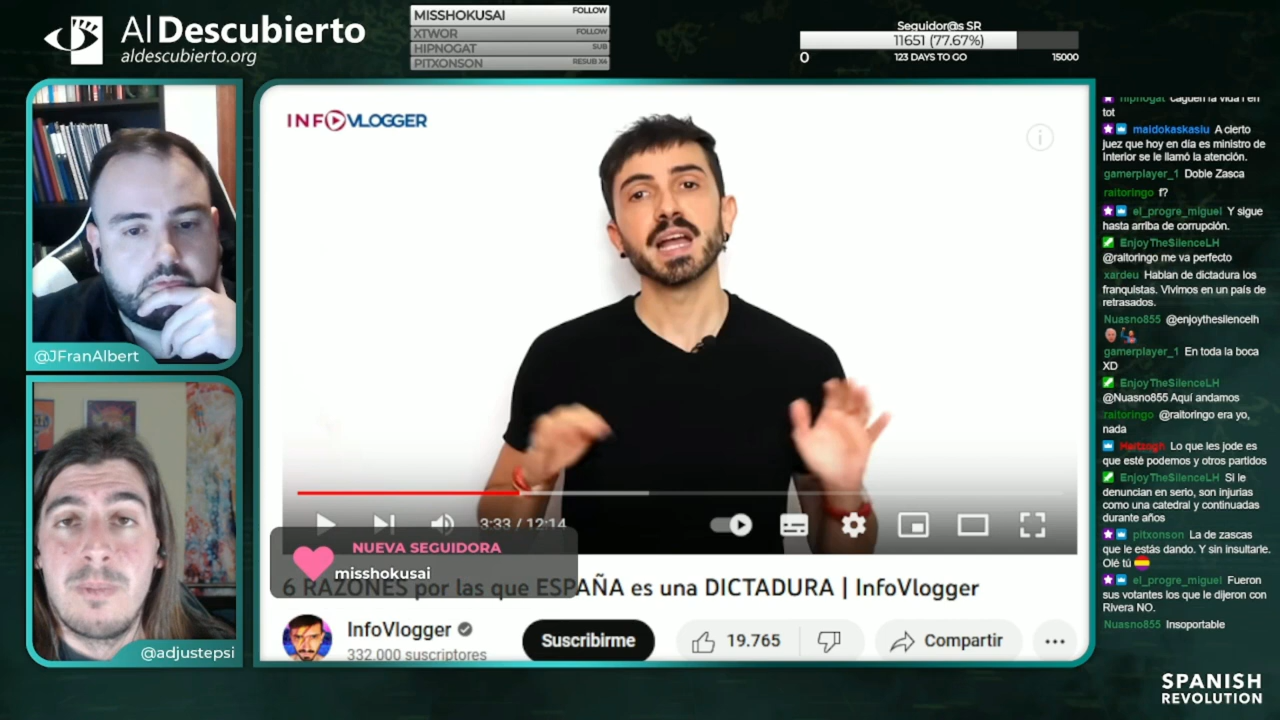 Al Descubierto
aldescubierto.org
MISSHOKUSAI FOLLOW
XTWOR FOLLOW
HIPNOGAT SUB
PITXONSON RESUB X4
Seguidor@s SR
11651 (77.67%)
0 123 DAYS TO GO 15000
INFOVLOGGER
@JFranAlbert
@adjustepsi
3:33 / 12:14
NUEVA SEGUIDORA
misshokusai
6 RAZONES por las que ESPAÑA es una DICTADURA | InfoVlogger
InfoVlogger
332.000 suscriptores
Suscribirme
19.765
Compartir
hipnogat Caguen la vida i en
tot
maldokaskasiu A cierto
juez que hoy en día es ministro de
Interior se le llamó la atención.
gamerplayer_1 Doble Zasca
raitoringo f?
el_progre_miguel Y sigue
hasta arriba de corrupción.
EnjoyTheSilenceLH
@raitoringo me va perfecto
xardeu Hablan de dictadura los
franquistas. Vivimos en un país de
retrasados.
Nuasno855 @enjoythesilencelh
gamerplayer_1 En toda la boca
XD
EnjoyTheSilenceLH
@Nuasno855 Aquí andamos
raitoringo @raitoringo era yo,
nada
Lo que les jode es
que esté podemos y otros partidos
EnjoyTheSilenceLH Si le
denuncian en serio, son injurias
como una catedral y continuadas
durante años
pitxonson La de zascas
que le estás dando. Y sin insultarle.
Olé tú
el_progre_miguel Fueron
sus votantes los que le dijeron con
Rivera NO.
Nuasno855 Insoportable
SPANISH
REVOLUTION